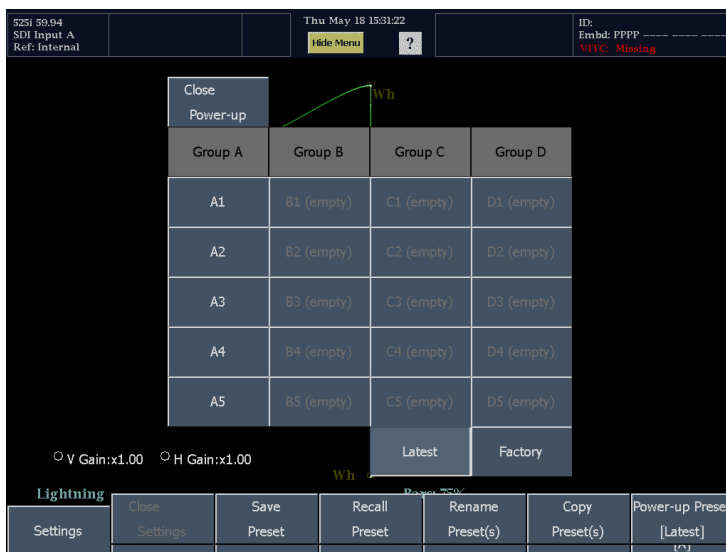 525i 59.94
SDI Input A
Ref: Internal
Thu May 18 15:31:22
Hide Menu
?
ID:
Embd: PPPP ---- ---- ----
VITC: Missing
Close
Power-up
Wh
Group A Group B Group C Group D
A1 B1 (empty) C1 (empty) D1 (empty)
A2 B2 (empty) C2 (empty) D2 (empty)
A3 B3 (empty) C3 (empty) D3 (empty)
A4 B4 (empty) C4 (empty) D4 (empty)
A5 B5 (empty) C5 (empty) D5 (empty)
Latest Factory
V Gain:x1.00 H Gain:x1.00
Wh
Lightning Bars: 75%
Settings
Close
Settings
Save
Preset
Recall
Preset
Rename
Preset(s)
Copy
Preset(s)
Power-up Prese
[Latest]
[A]